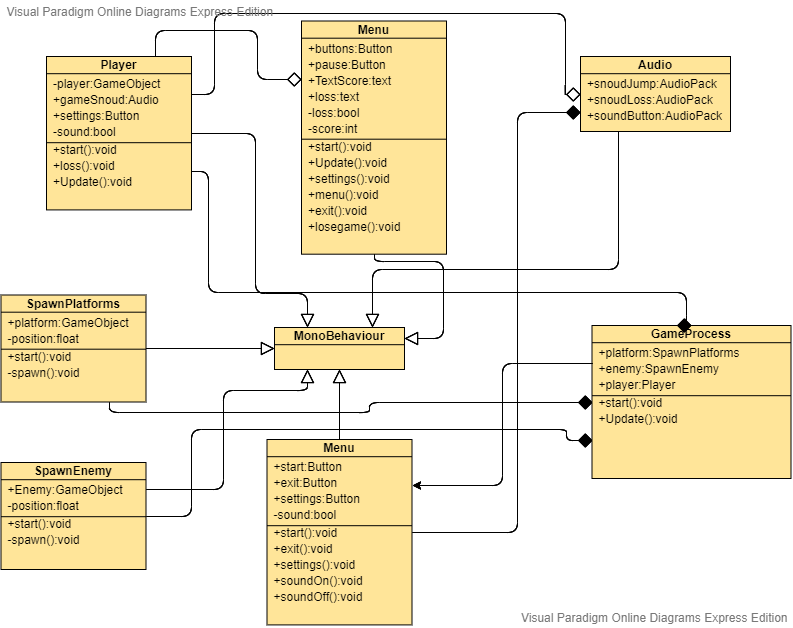 Visual Paradigm Online Diagrams Express Edition
Player
-player:GameObject
+gameSnoud:Audio
+settings:Button
-sound:bool
+start():void
+loss():void
+Update():void
Menu
+buttons:Button
+pause:Button
+TextScore:text
+loss:text
-loss:bool
-score:int
+start():void
+Update():void
+settings():void
+menu():void
+exit():void
+losegame():void
Audio
+snoudJump:AudioPack
+snoudLoss:AudioPack
+soundButton:AudioPack
SpawnPlatforms
+platform:GameObject
-position:float
+start():void
-spawn():void
MonoBehaviour
GameProcess
+platform:SpawnPlatforms
+enemy:SpawnEnemy
+player:Player
+start():void
+Update():void
SpawnEnemy
+Enemy:GameObject
-position:float
+start():void
-spawn():void
Menu
+start:Button
+exit:Button
+settings:Button
-sound:bool
+start():void
+exit():void
+settings():void
+soundOn():void
+soundOff():void
Visual Paradigm Online Diagrams Express Edition